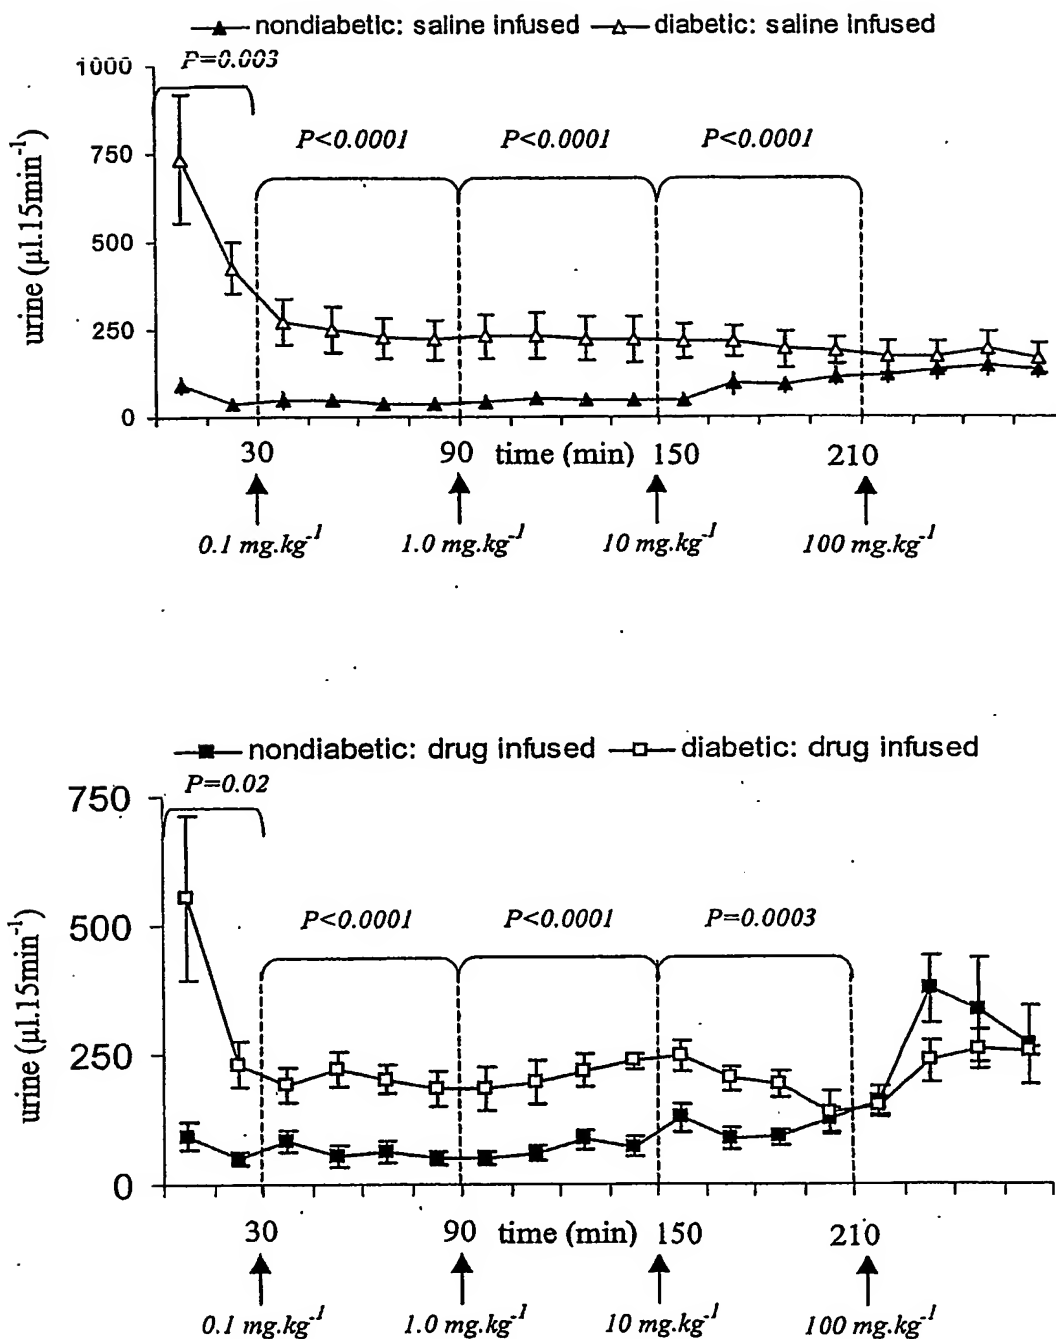 nondiabetic: saline infused diabetic: saline infused
P=0.003
1000
P<0.0001 P<0.0001 P<0.0001
750
500
250
0
urine (µl.15min⁻¹)
30 90 time (min) 150 210
0.1 mg.kg⁻¹ 1.0 mg.kg⁻¹ 10 mg.kg⁻¹ 100 mg.kg⁻¹
nondiabetic: drug infused diabetic: drug infused
P=0.02
750
P<0.0001 P<0.0001 P=0.0003
500
250
0
urine (µl.15min⁻¹)
30 90 time (min) 150 210
0.1 mg.kg⁻¹ 1.0 mg.kg⁻¹ 10 mg.kg⁻¹ 100 mg.kg⁻¹